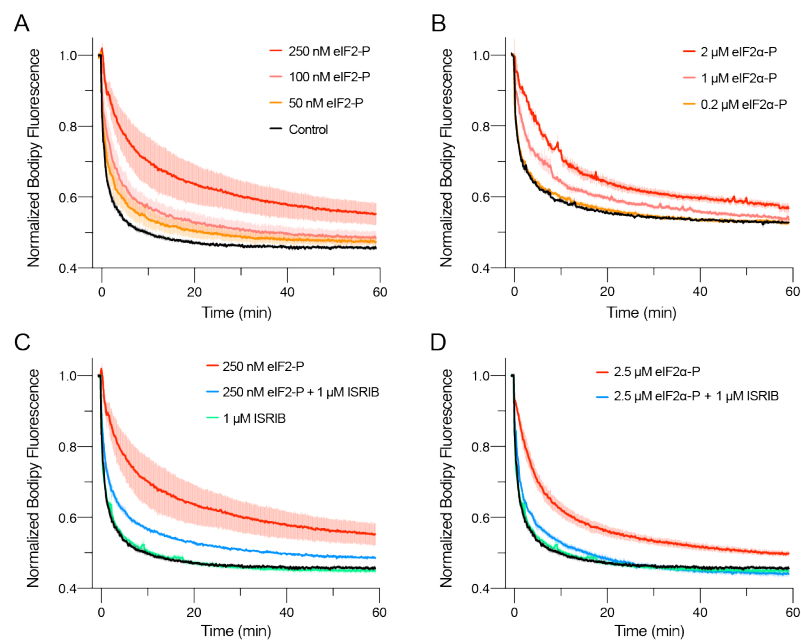 A
Normalized Bodipy Fluorescence
1.0
0.8
0.6
0.4
0
20
40
60
Time (min)
250 nM eIF2-P
100 nM eIF2-P
50 nM eIF2-P
Control
B
Normalized Bodipy Fluorescence
1.0
0.8
0.6
0.4
0
20
40
60
Time (min)
2 µM eIF2α-P
1 µM eIF2α-P
0.2 µM eIF2α-P
C
Normalized Bodipy Fluorescence
1.0
0.8
0.6
0.4
0
20
40
60
Time (min)
250 nM eIF2-P
250 nM eIF2-P + 1 µM ISRIB
1 µM ISRIB
D
Normalized Bodipy Fluorescence
1.0
0.8
0.6
0.4
0
20
40
60
Time (min)
2.5 µM eIF2α-P
2.5 µM eIF2α-P + 1 µM ISRIB